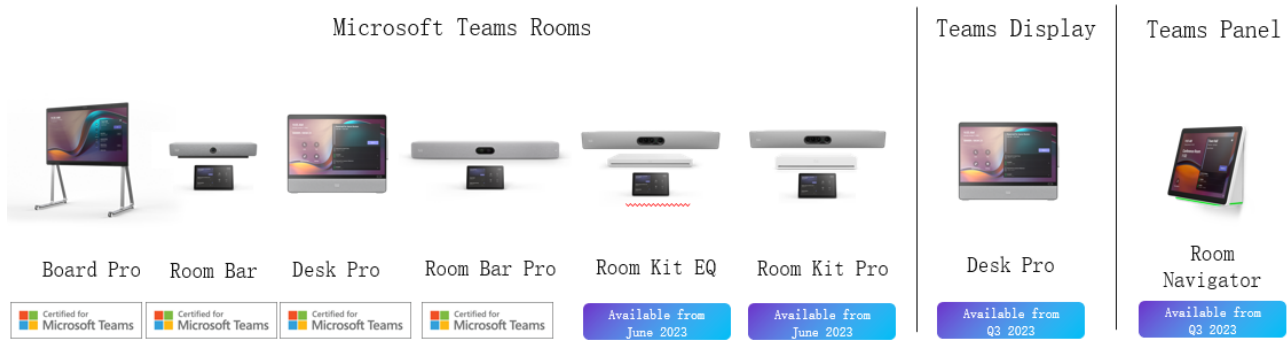 Microsoft Teams Rooms
Teams Display
Teams Panel
Board Pro
Room Bar
Desk Pro
Room Bar Pro
Room Kit EQ
Room Kit Pro
Desk Pro
Room
Navigator
Certified for
Microsoft Teams
Certified for
Microsoft Teams
Certified for
Microsoft Teams
Certified for
Microsoft Teams
Available from
June 2023
Available from
June 2023
Available from
Q3 2023
Available from
Q3 2023